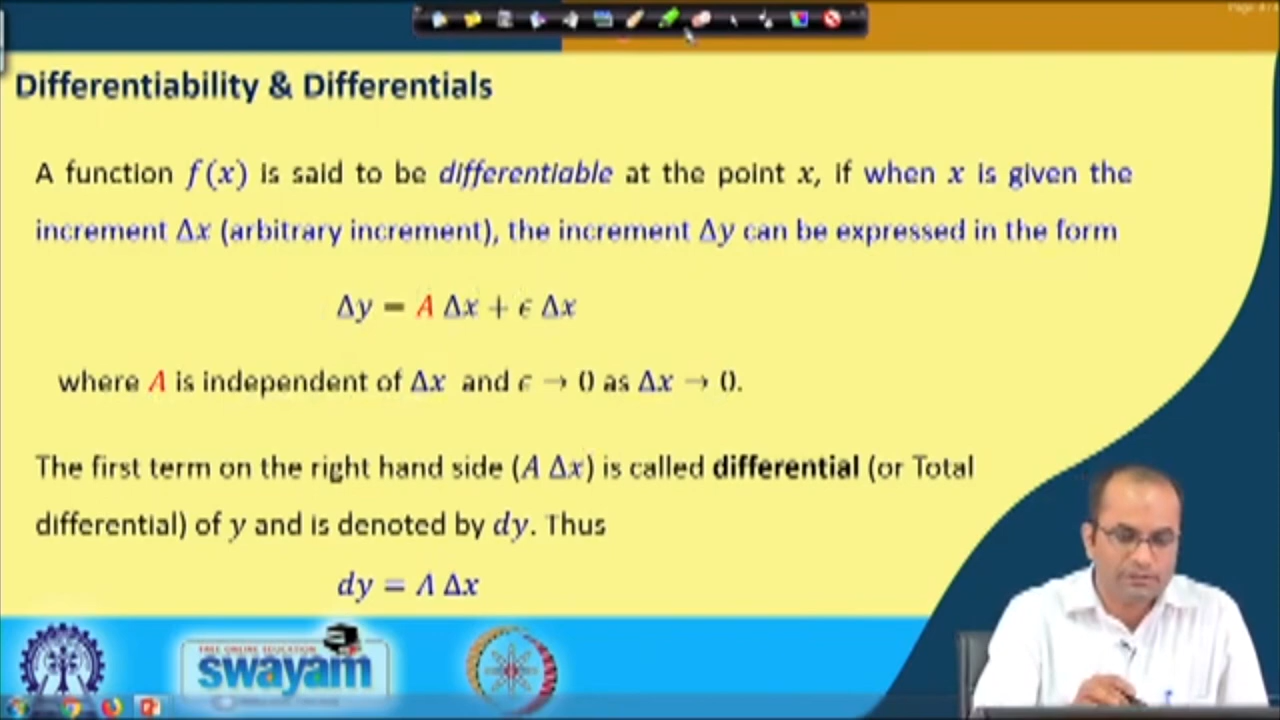 Differentiability & Differentials
A function f(x) is said to be differentiable at the point x, if when x is given the
increment Δx (arbitrary increment), the increment Δy can be expressed in the form
Δy = A Δx + ϵ Δx
where A is independent of Δx and ϵ → 0 as Δx → 0.
The first term on the right hand side (A Δx) is called differential (or Total
differential) of y and is denoted by dy. Thus
dy = A Δx
FREE ONLINE EDUCATION
swayam